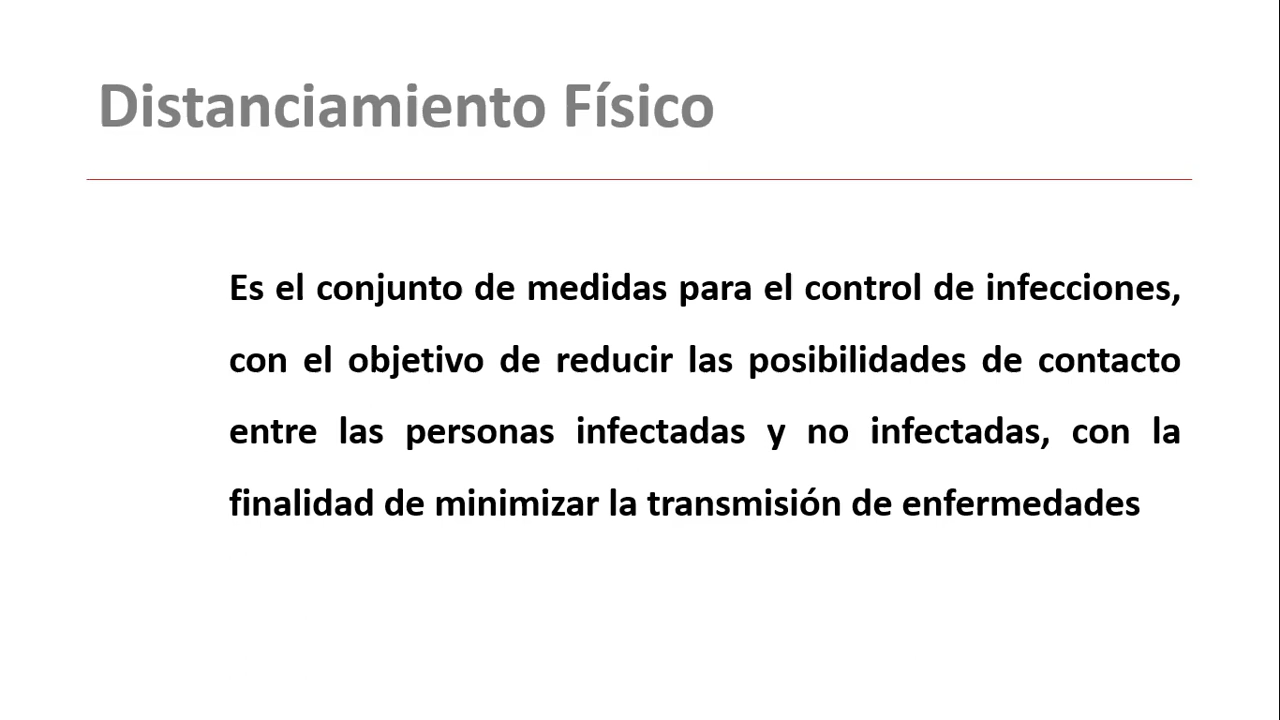 Distanciamiento Físico
Es el conjunto de medidas para el control de infecciones,
con el objetivo de reducir las posibilidades de contacto
entre las personas infectadas y no infectadas, con la
finalidad de minimizar la transmisión de enfermedades